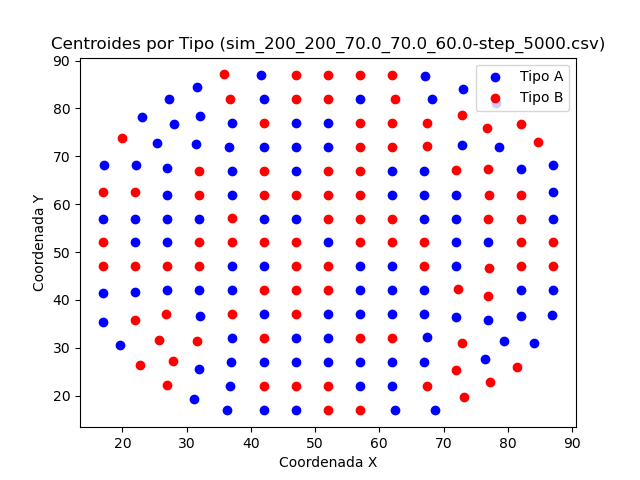 Centroides por Tipo (sim_200_200_70.0_70.0_60.0-step_5000.csv)
Tipo A
Tipo B
90
80
70
60
50
40
30
20
Coordenada Y
20 30 40 50 60 70 80 90
Coordenada X